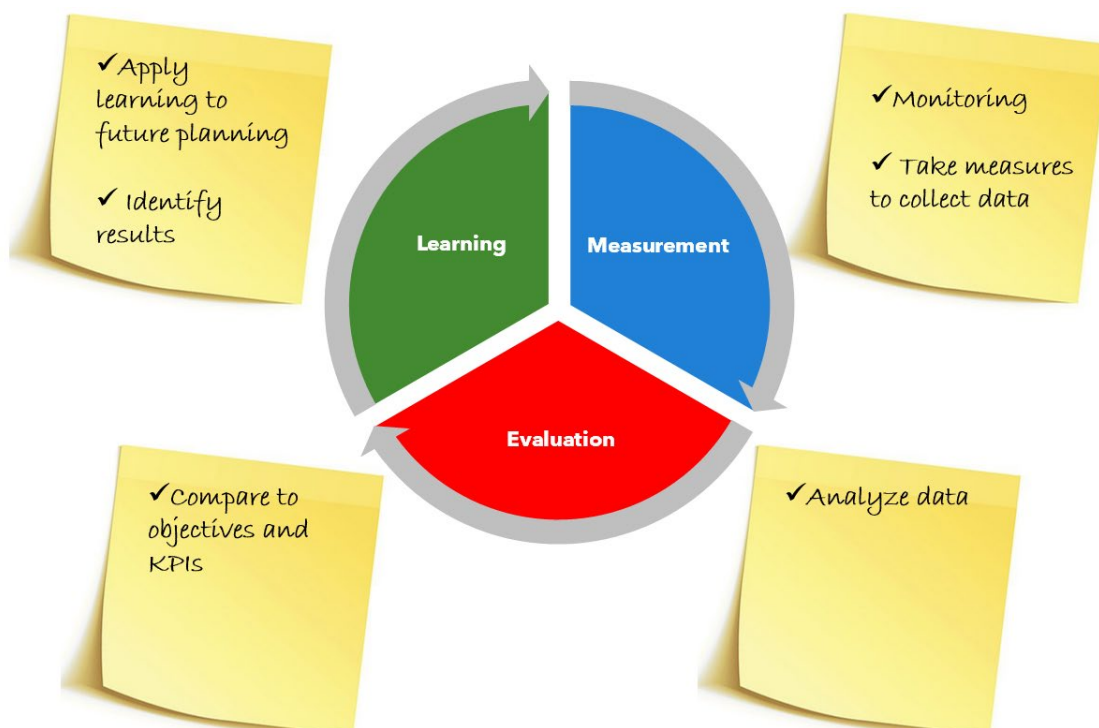 ✓Apply
learning to
future planning
✓ Identify
results
✓Monitoring
✓ Take measures
to collect data
Learning
Measurement
Evaluation
✓Compare to
objectives and
KPIs
✓Analyze data